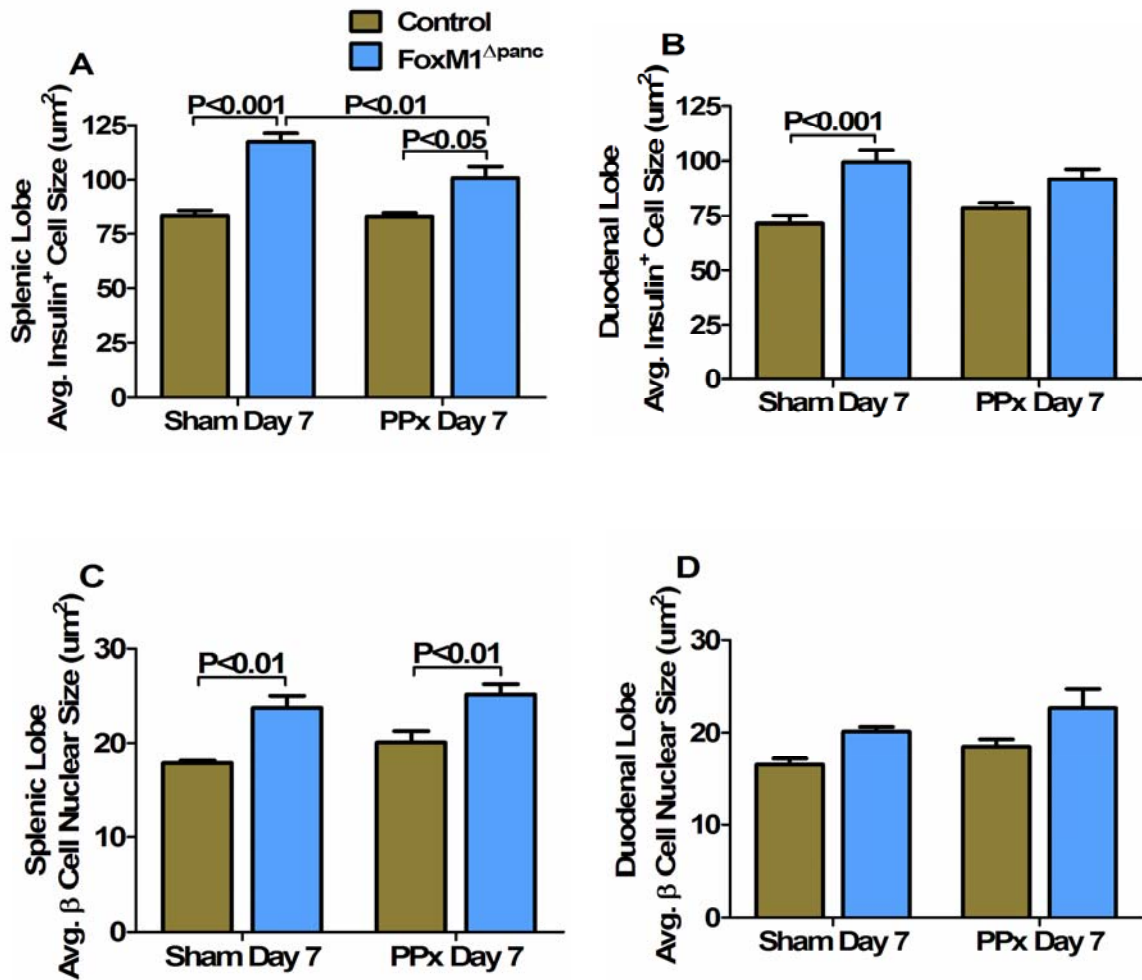 Control
FoxM1Δpanc
A
P<0.001
P<0.01
P<0.05
Splenic Lobe
Avg. Insulin+ Cell Size (um2)
125
100
75
50
25
0
Sham Day 7
PPx Day 7
B
P<0.001
Duodenal Lobe
Avg. Insulin+ Cell Size (um2)
125
100
75
50
25
0
Sham Day 7
PPx Day 7
C
P<0.01
P<0.01
Splenic Lobe
Avg. β Cell Nuclear Size (um2)
30
20
10
0
Sham Day 7
PPx Day 7
D
Duodenal Lobe
Avg. β Cell Nuclear Size (um2)
30
20
10
0
Sham Day 7
PPx Day 7